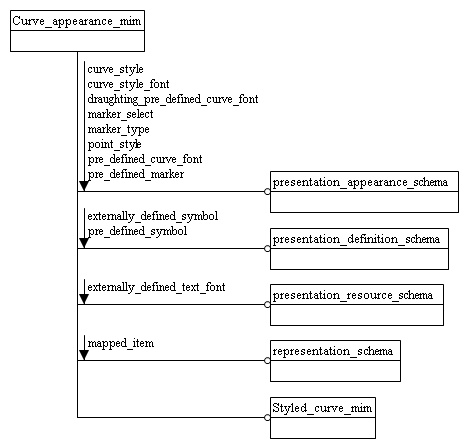 Curve_appearance_mim
curve_style
curve_style_font
draughting_pre_defined_curve_font
marker_select
marker_type
point_style
pre_defined_curve_font
pre_defined_marker
presentation_appearance_schema
externally_defined_symbol
pre_defined_symbol
presentation_definition_schema
externally_defined_text_font
presentation_resource_schema
mapped_item
representation_schema
Styled_curve_mim